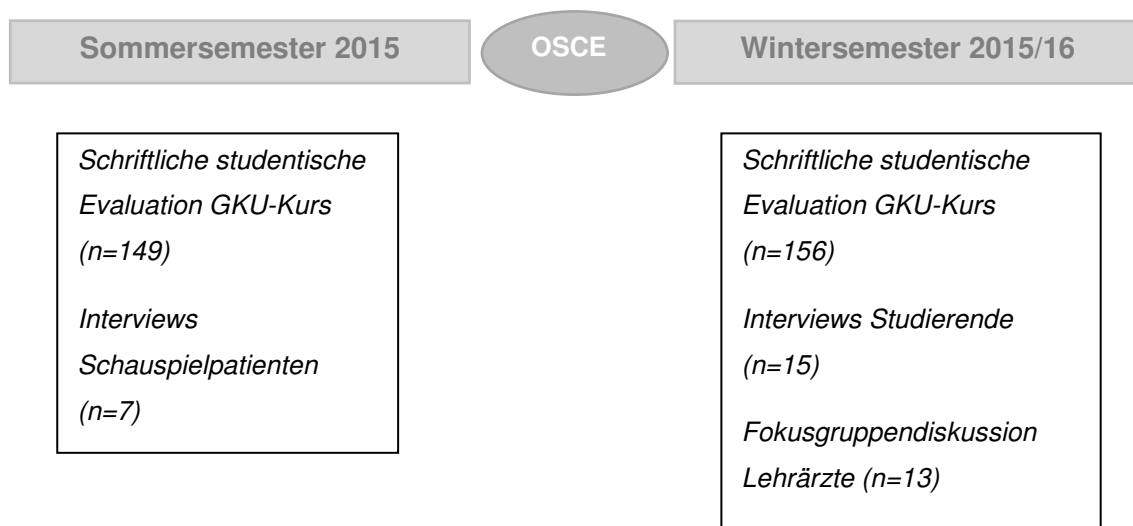 Sommersemester 2015
OSCE
Wintersemester 2015/16
Schriftliche studentische
Evaluation GKU-Kurs
(n=149)
Interviews
Schauspielpatienten
(n=7)
Schriftliche studentische
Evaluation GKU-Kurs
(n=156)
Interviews Studierende
(n=15)
Fokusgruppendiskussion
Lehrärzte (n=13)